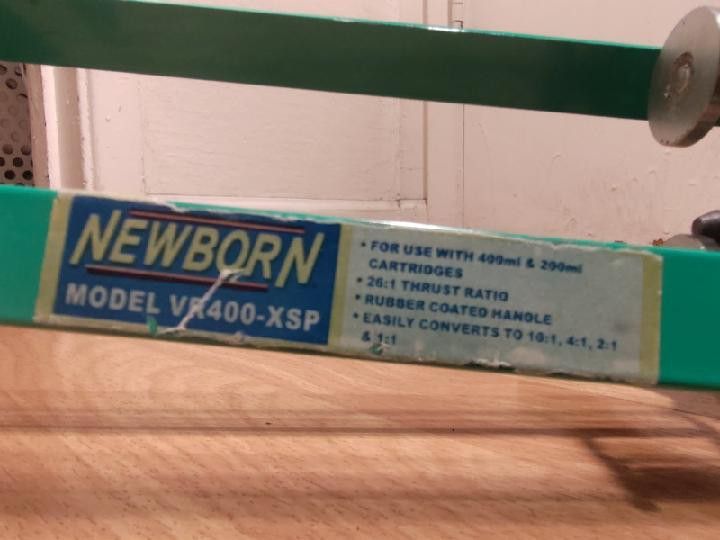 NEWBORN
MODEL VR400-XSP
• FOR USE WITH 400ml & 200ml
CARTRIDGES
• 26:1 THRUST RATIO
• RUBBER COATED HANDLE
• EASILY CONVERTS TO 10:1, 4:1, 2:1
& 1:1